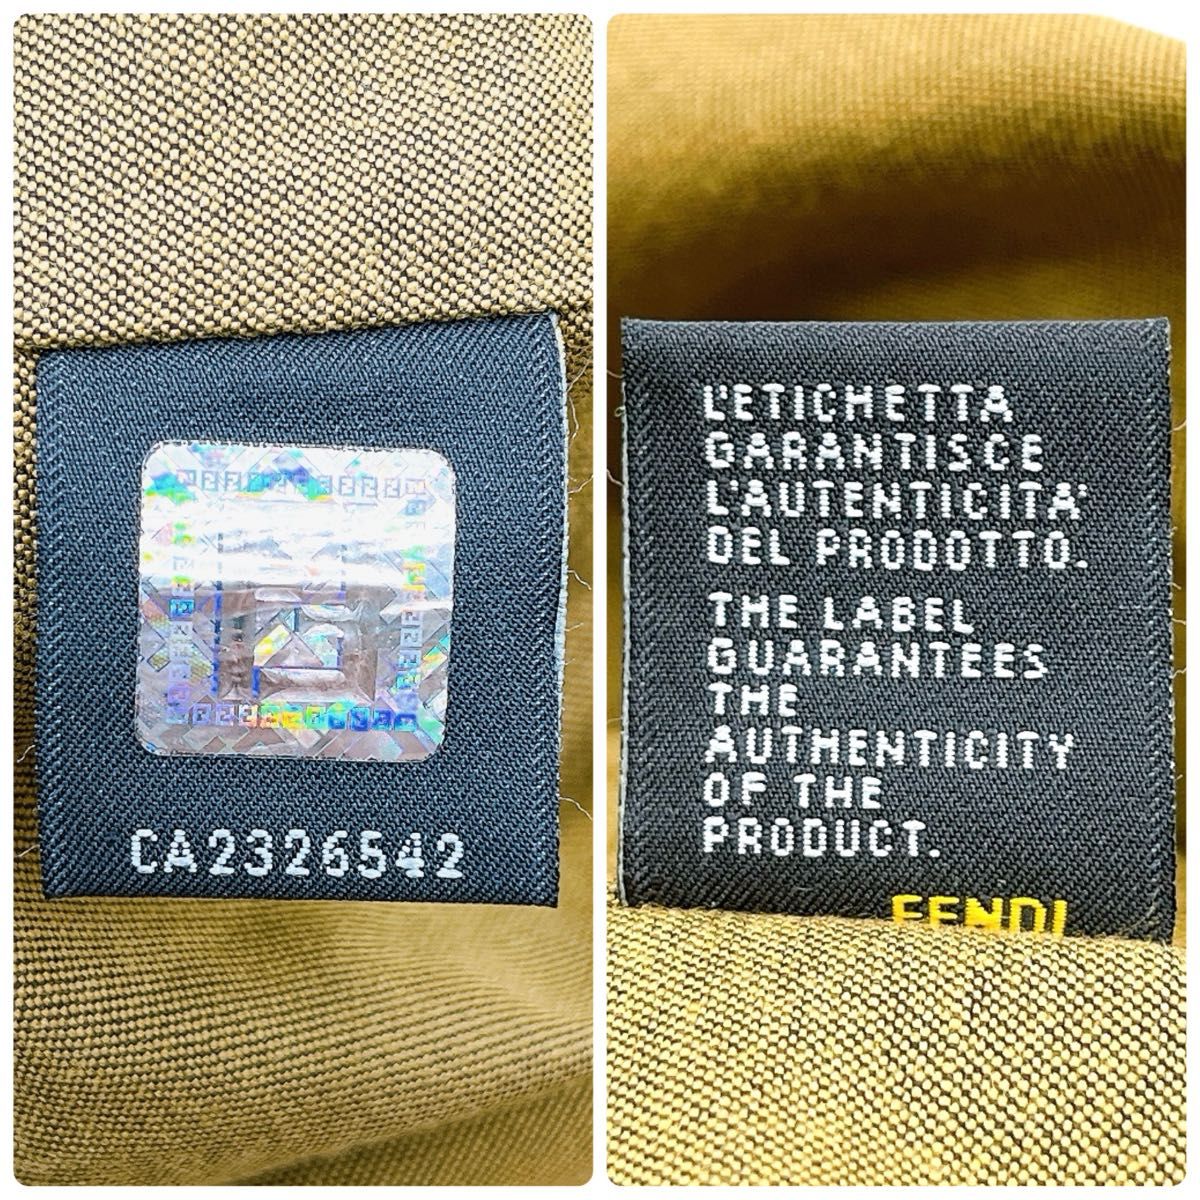 CA2326542
L'ETICHETTA
GARANTISCE
L'AUTENTICITA'
DEL PRODOTTO.
THE LABEL
GUARANTEES
THE
AUTHENTICITY
OF THE
PRODUCT.
FENDI